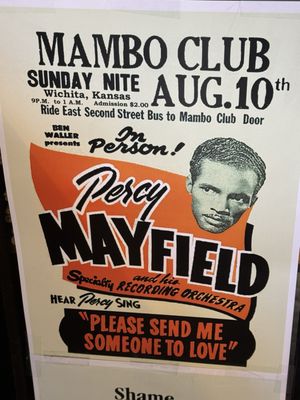 MAMBO CLUB
SUNDAY NITE AUG. 10th
Wichita, Kansas
9P.M. to 1 A.M. Admission $2.00
Ride East Second Street Bus to Mambo Club Door
BEN
WALLER
presents
In
Person!
Percy
MAYFIELD
and his
Specialty RECORDING ORCHESTRA
HEAR Percy SING
"PLEASE SEND ME
SOMEONE TO LOVE"
Shame